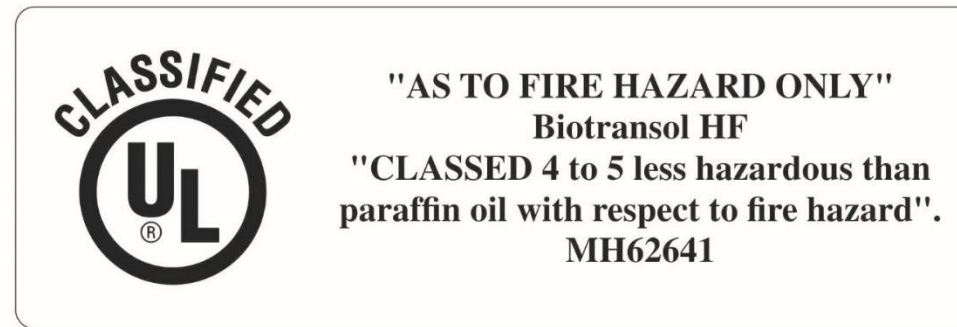 CLASSIFIED
UL
®
"AS TO FIRE HAZARD ONLY"
Biotransol HF
"CLASSED 4 to 5 less hazardous than
paraffin oil with respect to fire hazard".
MH62641